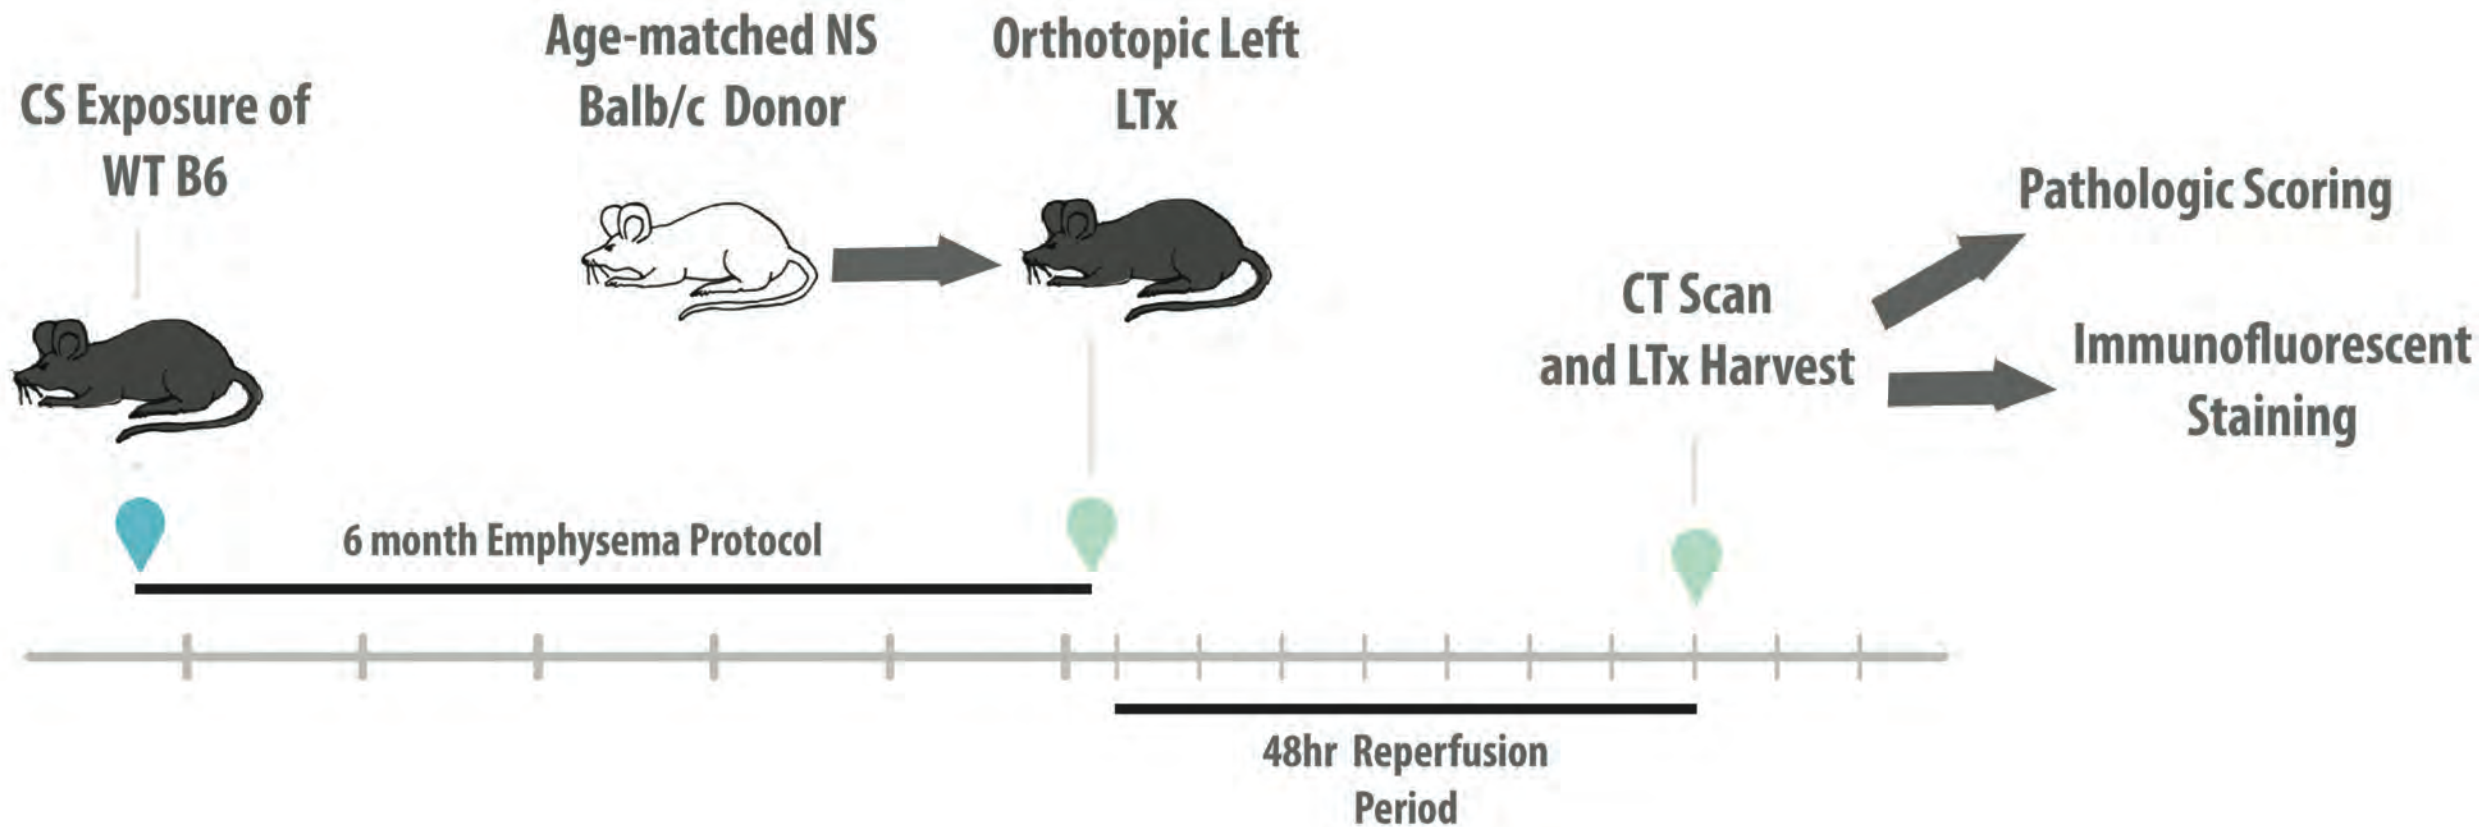 CS Exposure of
WT B6
Age-matched NS
Balb/c Donor
Orthotopic Left
LTx
CT Scan
and LTx Harvest
Pathologic Scoring
Immunofluorescent
Staining
6 month Emphysema Protocol
48hr Reperfusion
Period